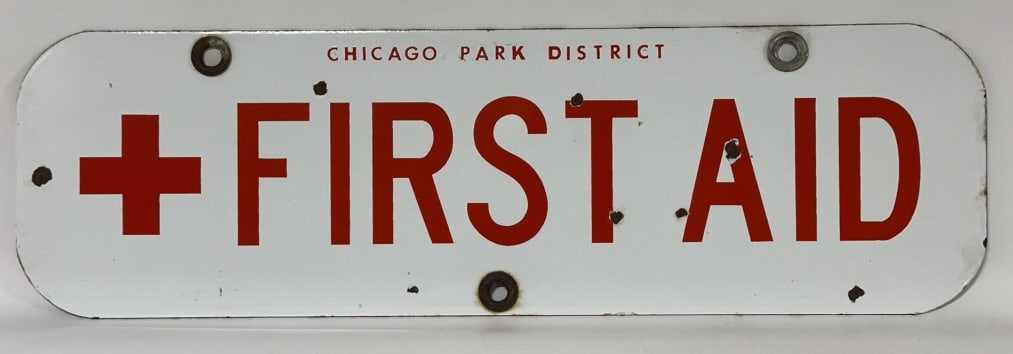 CHICAGO PARK DISTRICT
FIRST AID